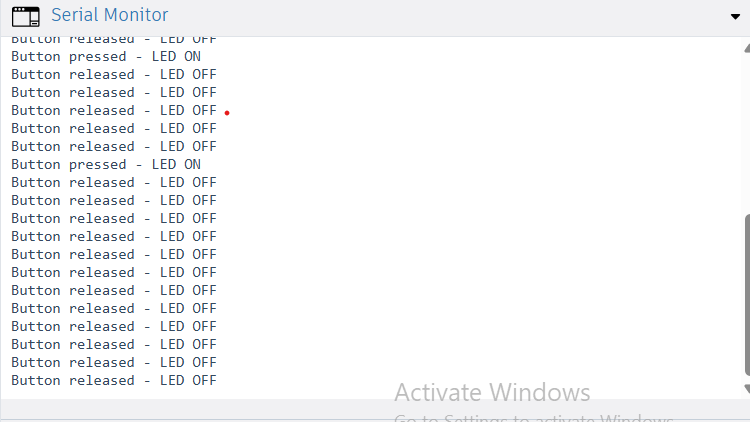 Serial Monitor
Button released - LED OFF
Button pressed - LED ON
Button released - LED OFF
Button released - LED OFF
Button released - LED OFF
Button released - LED OFF
Button released - LED OFF
Button pressed - LED ON
Button released - LED OFF
Button released - LED OFF
Button released - LED OFF
Button released - LED OFF
Button released - LED OFF
Button released - LED OFF
Button released - LED OFF
Button released - LED OFF
Button released - LED OFF
Button released - LED OFF
Button released - LED OFF
Button released - LED OFF
Activate Windows
Go to Settings to activate Windows.